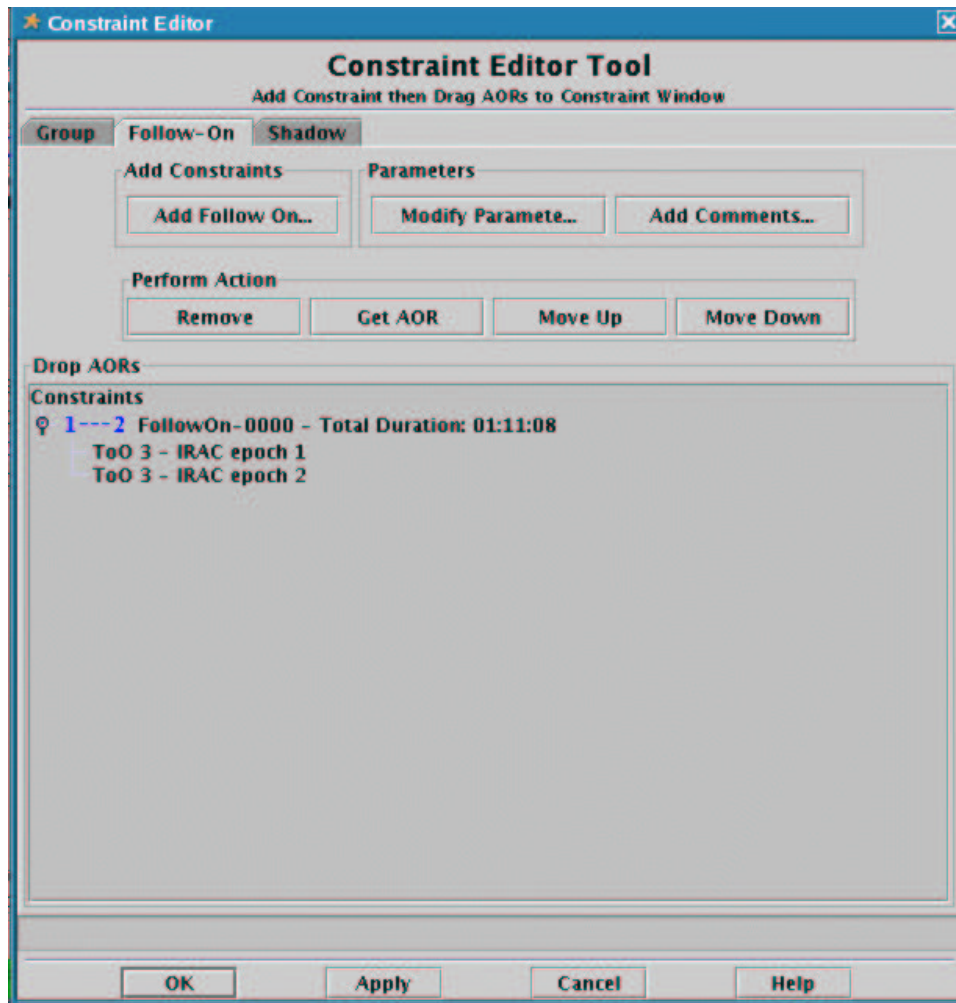 Constraint Editor
Constraint Editor Tool
Add Constraint then Drag AORs to Constraint Window
Group Follow-On Shadow
Add Constraints Parameters
Add Follow On... Modify Paramete... Add Comments...
Perform Action
Remove Get AOR Move Up Move Down
Drop AORs
Constraints
1---2 FollowOn-0000 - Total Duration: 01:11:08
ToO 3 - IRAC epoch 1
ToO 3 - IRAC epoch 2
OK Apply Cancel Help